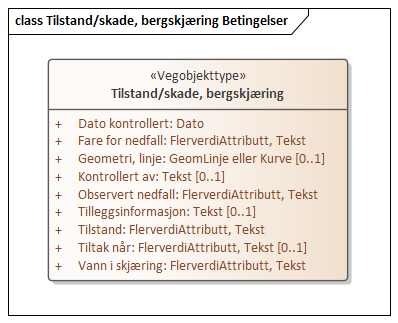 class Tilstand/skade, bergskjæring Betingelser
«Vegobjekttype»
Tilstand/skade, bergskjæring
+ Dato kontrollert: Dato
+ Fare for nedfall: FlerverdiAttributt, Tekst
+ Geometri, linje: GeomLinje eller Kurve [0..1]
+ Kontrollert av: Tekst [0..1]
+ Observert nedfall: FlerverdiAttributt, Tekst
+ Tilleggsinformasjon: Tekst [0..1]
+ Tilstand: FlerverdiAttributt, Tekst
+ Tiltak når: FlerverdiAttributt, Tekst [0..1]
+ Vann i skjæring: FlerverdiAttributt, Tekst